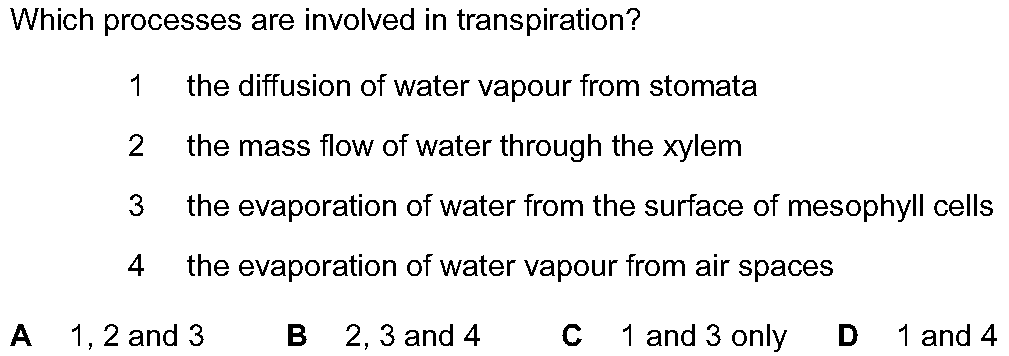 Which processes are involved in transpiration?
1 the diffusion of water vapour from stomata
2 the mass flow of water through the xylem
3 the evaporation of water from the surface of mesophyll cells
4 the evaporation of water vapour from air spaces
A 1, 2 and 3 B 2, 3 and 4 C 1 and 3 only D 1 and 4